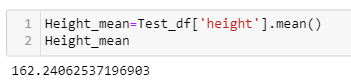 1 Height_mean=Test_df['height'].mean()
2 Height_mean
162.24062537196903